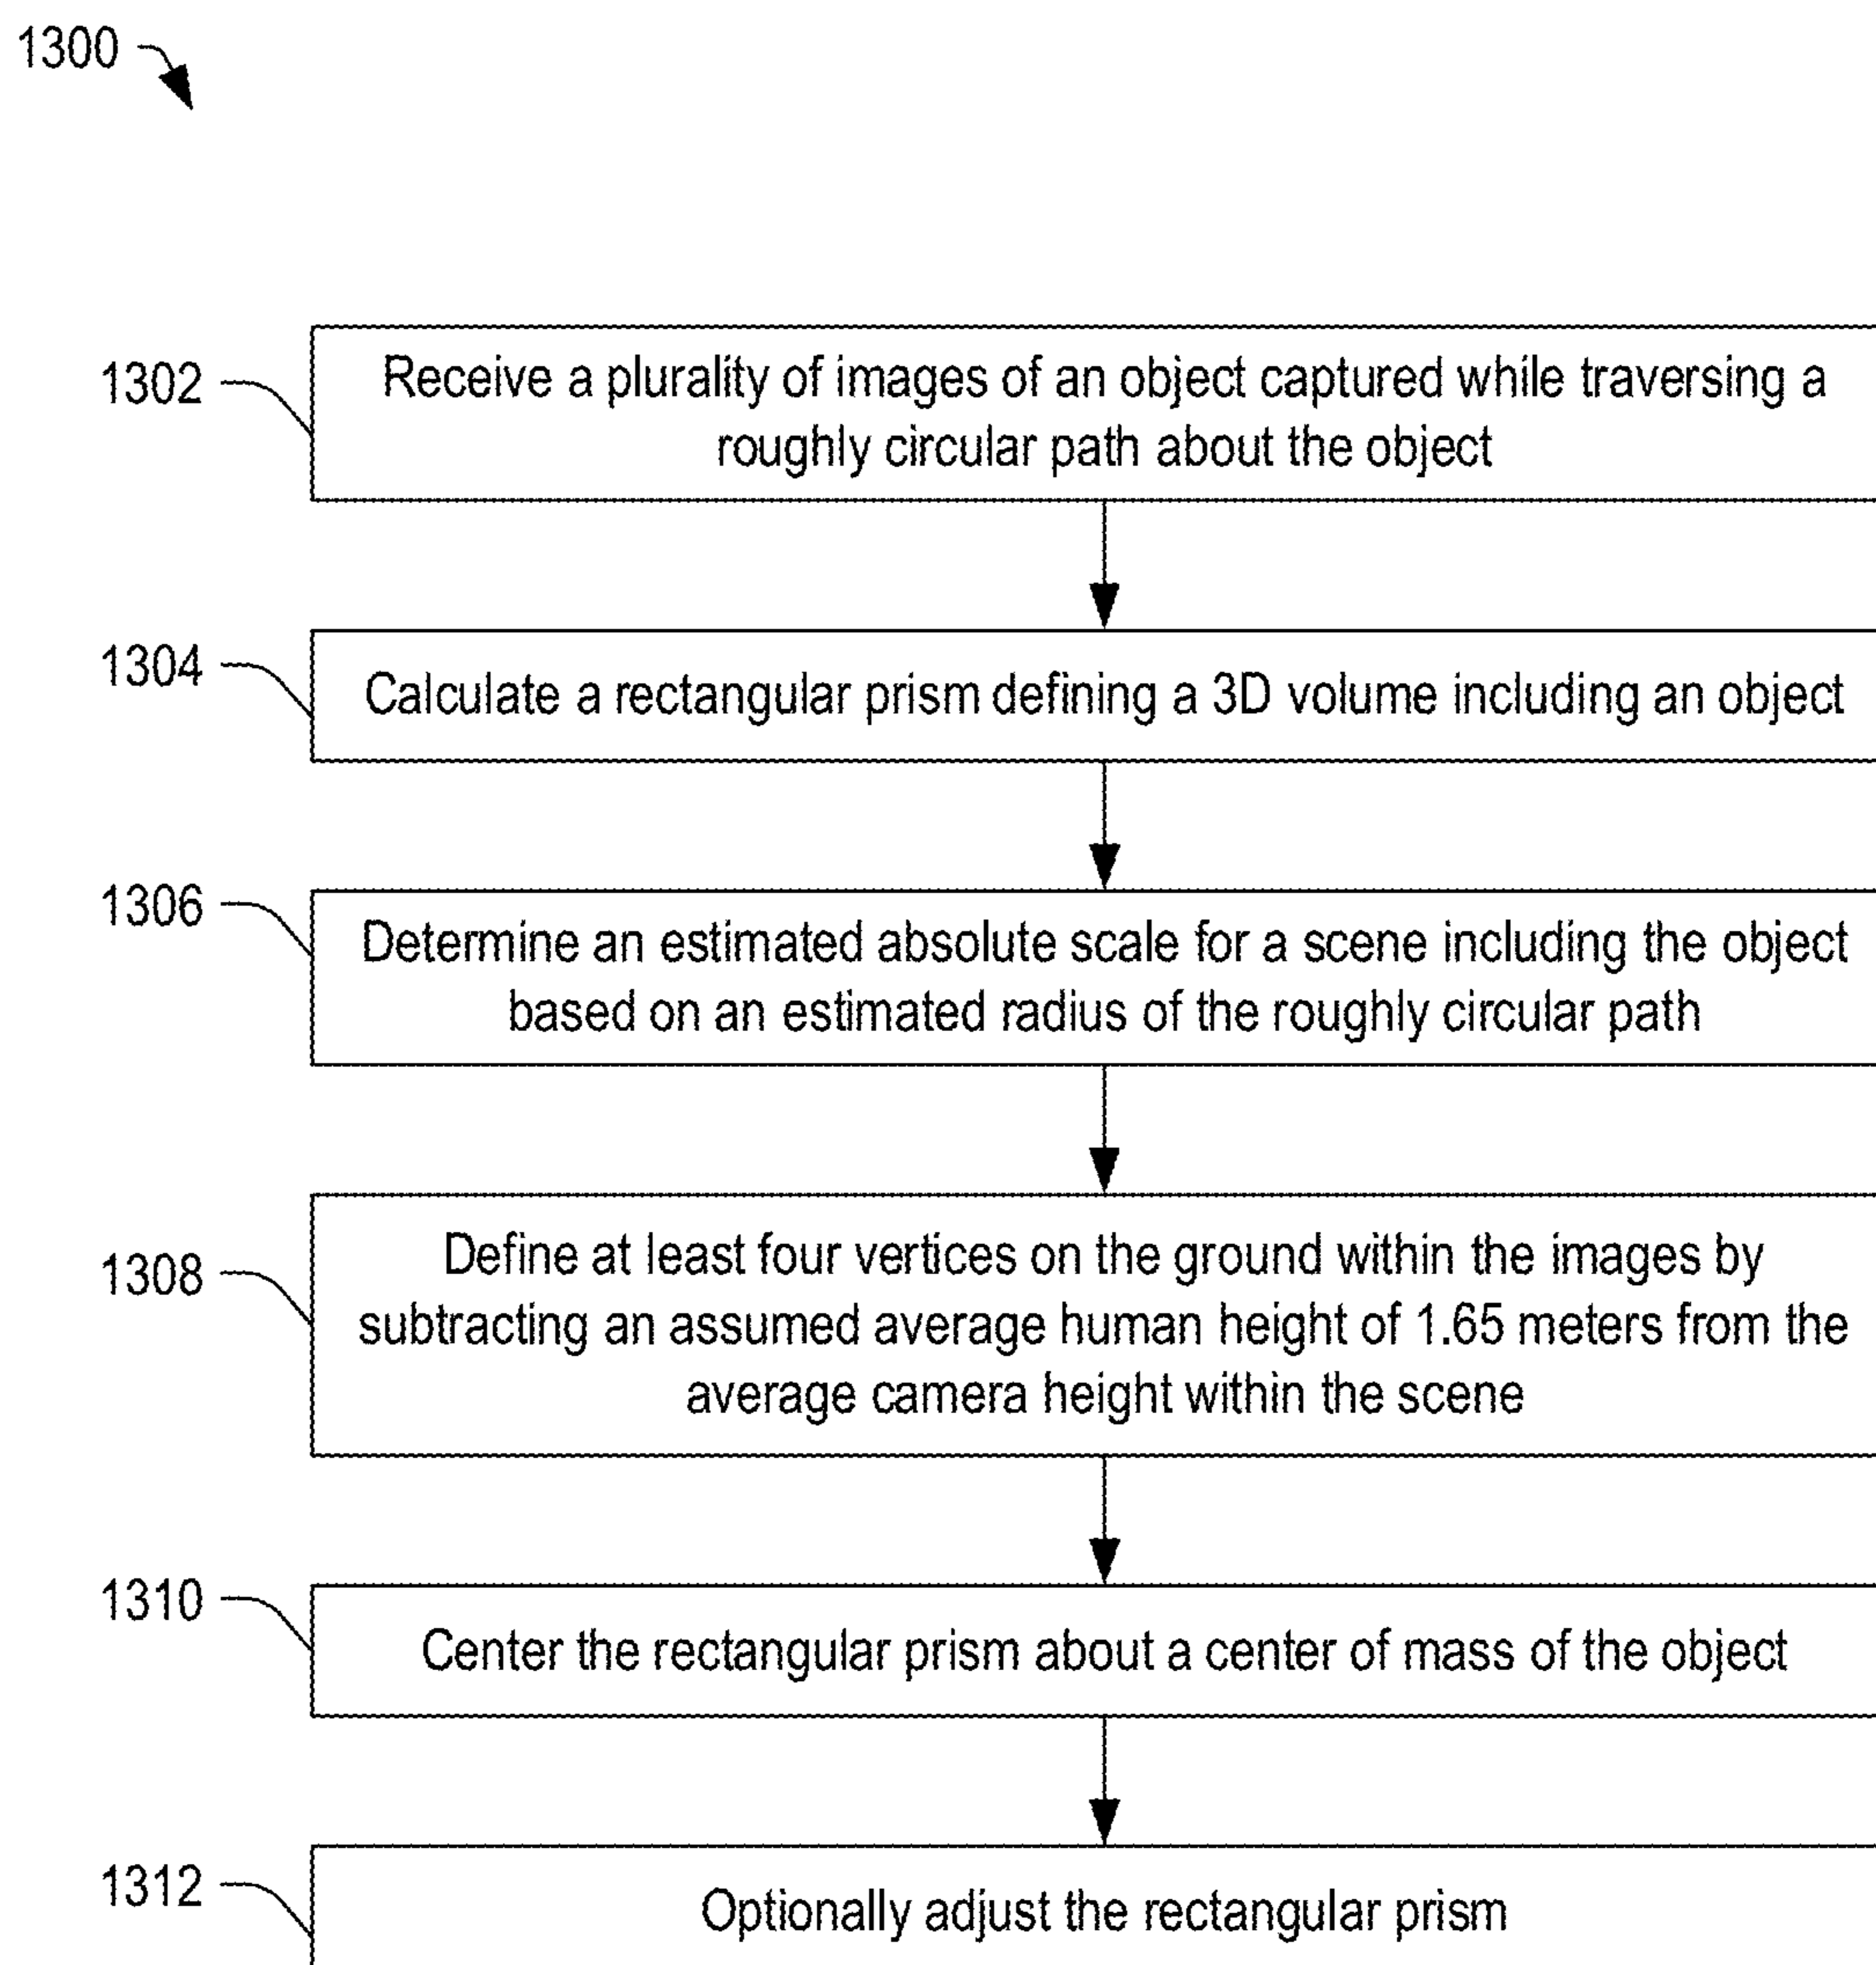 1300
1302
Receive a plurality of images of an object captured while traversing a
roughly circular path about the object
1304
Calculate a rectangular prism defining a 3D volume including an object
1306
Determine an estimated absolute scale for a scene including the object
based on an estimated radius of the roughly circular path
1308
Define at least four vertices on the ground within the images by
subtracting an assumed average human height of 1.65 meters from the
average camera height within the scene
1310
Center the rectangular prism about a center of mass of the object
1312
Optionally adjust the rectangular prism